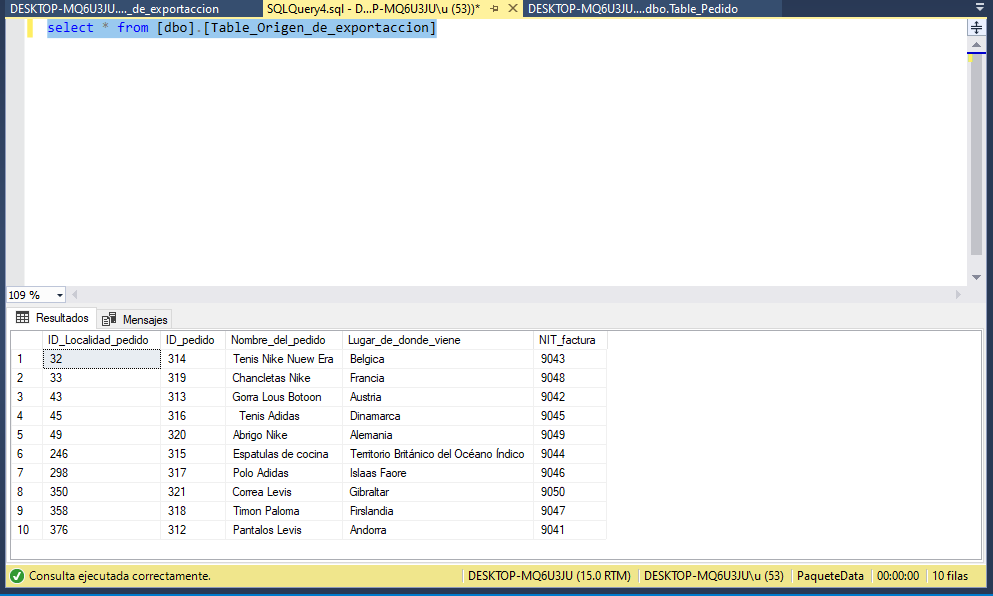 DESKTOP-MQ6U3JU...._de_exportaccion SQLQuery4.sql - D...P-MQ6U3JU\u (53))* DESKTOP-MQ6U3JU....dbo.Table_Pedido
select * from [dbo].[Table_Origen_de_exportaccion]
109 %
Resultados Mensajes
ID_Localidad_pedido ID_pedido Nombre_del_pedido Lugar_de_donde_viene NIT_factura
1 32 314 Tenis Nike Nuew Era Belgica 9043
2 33 319 Chancletas Nike Francia 9048
3 43 313 Gorra Lous Botoon Austria 9042
4 45 316 Tenis Adidas Dinamarca 9045
5 49 320 Abrigo Nike Alemania 9049
6 246 315 Espatulas de cocina Territorio Británico del Océano Índico 9044
7 298 317 Polo Adidas Islaas Faore 9046
8 350 321 Correa Levis Gibraltar 9050
9 358 318 Timon Paloma Firslandia 9047
10 376 312 Pantalos Levis Andorra 9041
Consulta ejecutada correctamente. DESKTOP-MQ6U3JU (15.0 RTM) DESKTOP-MQ6U3JU\u (53) PaqueteData 00:00:00 10 filas